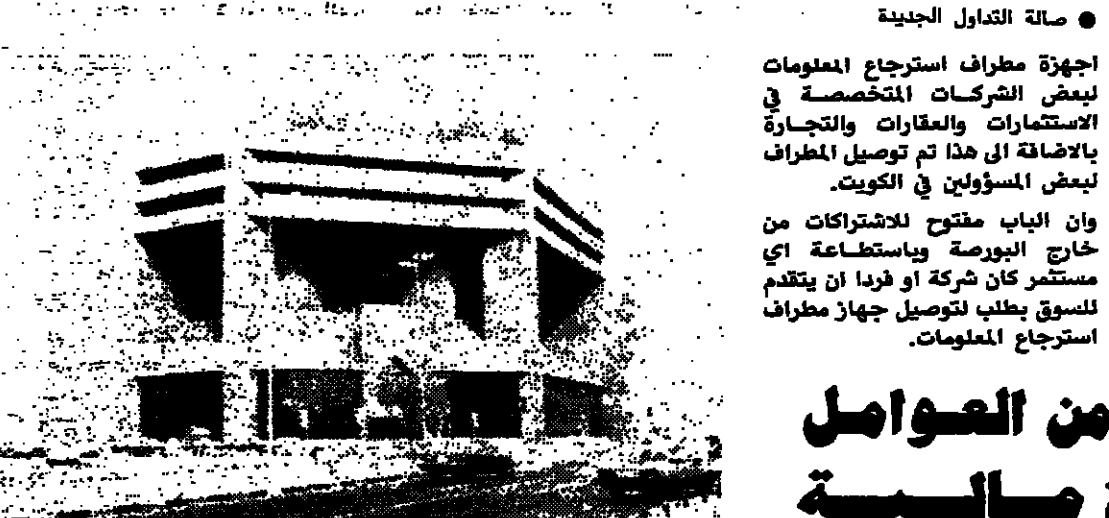 ● صالة التداول الجديدة
اجهزة مطراف استرجاع المعلومات
لبعض الشركات المتخصصة في
الاستثمارات والعقارات والتجارة
بالاضافة الى هذا تم توصيل المطراف
لبعض المسؤولين في الكويت.
وان الباب مفتوح للاشتراكات من
خارج البورصة وباستطاعة اي
مستثمر كان شركة او فردا ان يتقدم
للسوق بطلب لتوصيل جهاز مطراف
استرجاع المعلومات.
من العوامل
مالية